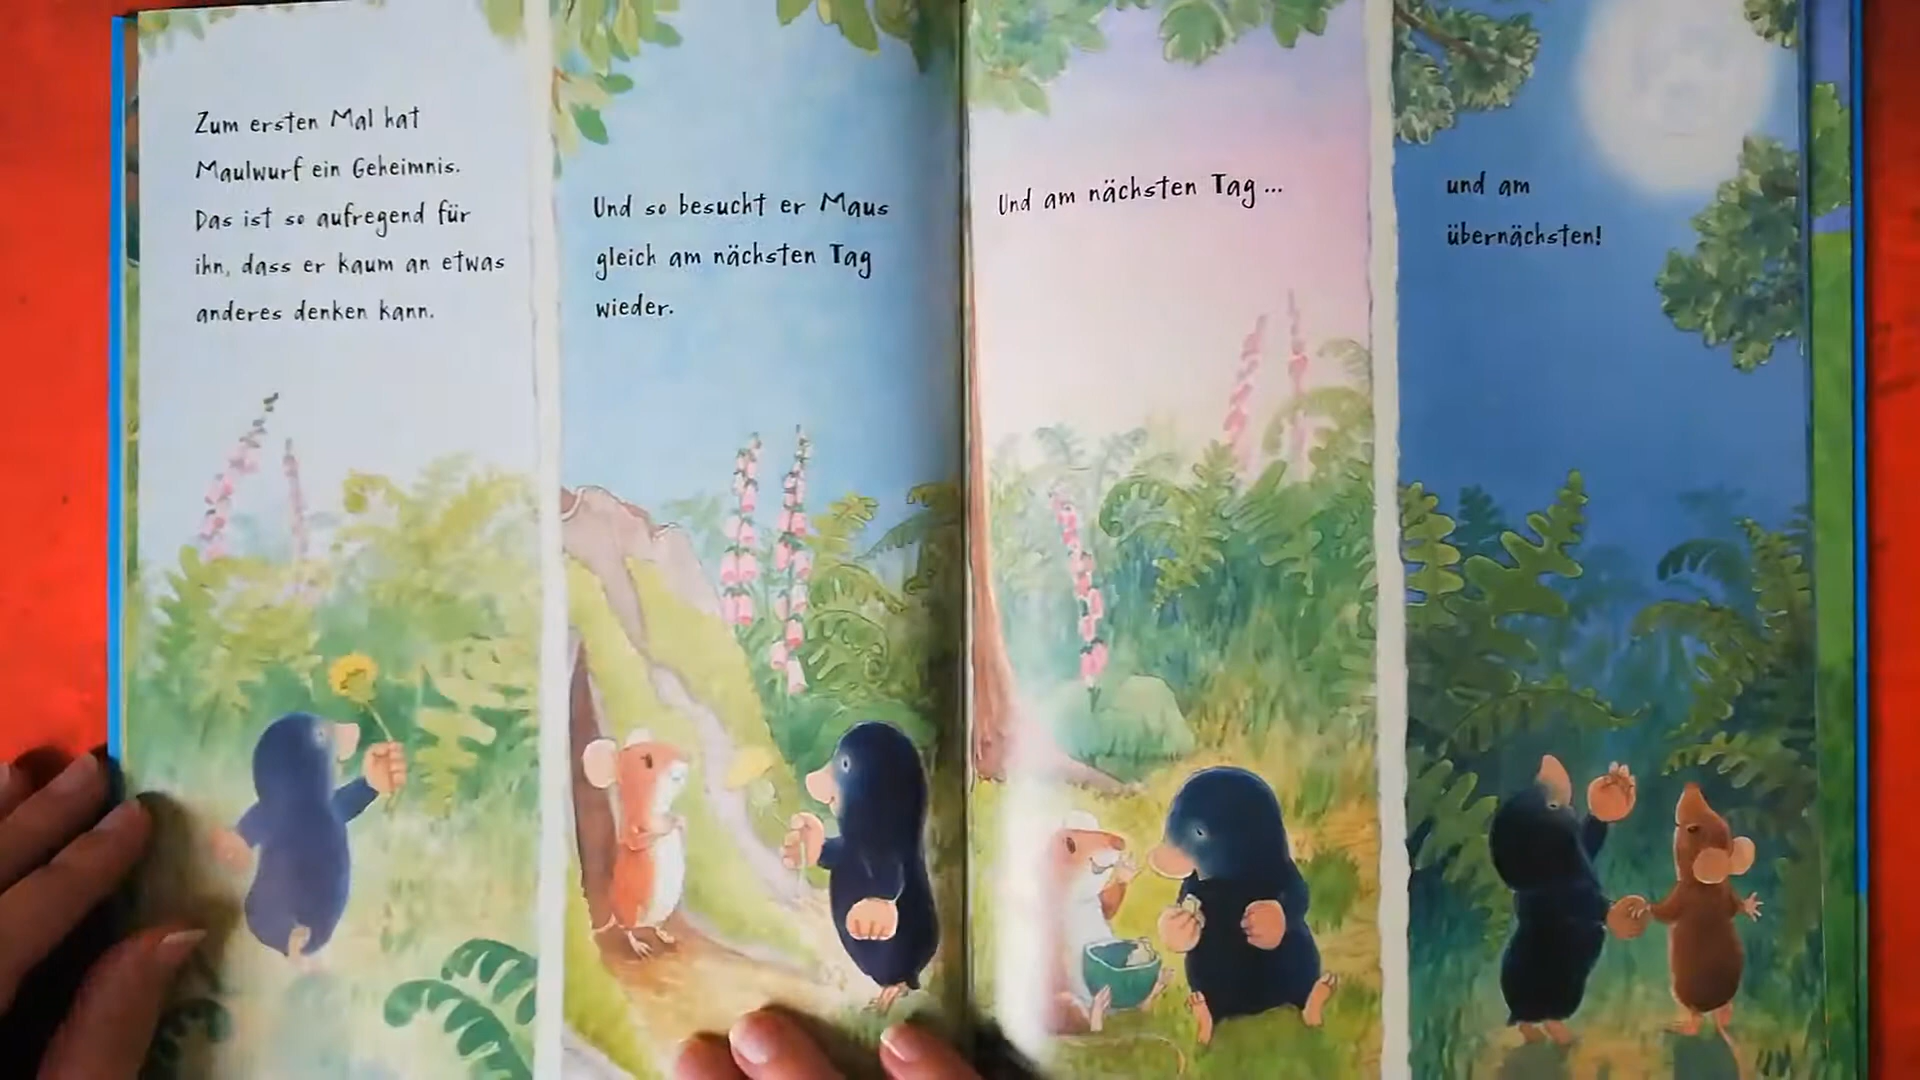 Zum ersten Mal hat
Maulwurf ein Geheimnis.
Das ist so aufregend für
ihn, dass er kaum an etwas
anderes denken kann.
Und so besucht er Maus
gleich am nächsten Tag
wieder.
Und am nächsten Tag ...
und am
übernächsten!